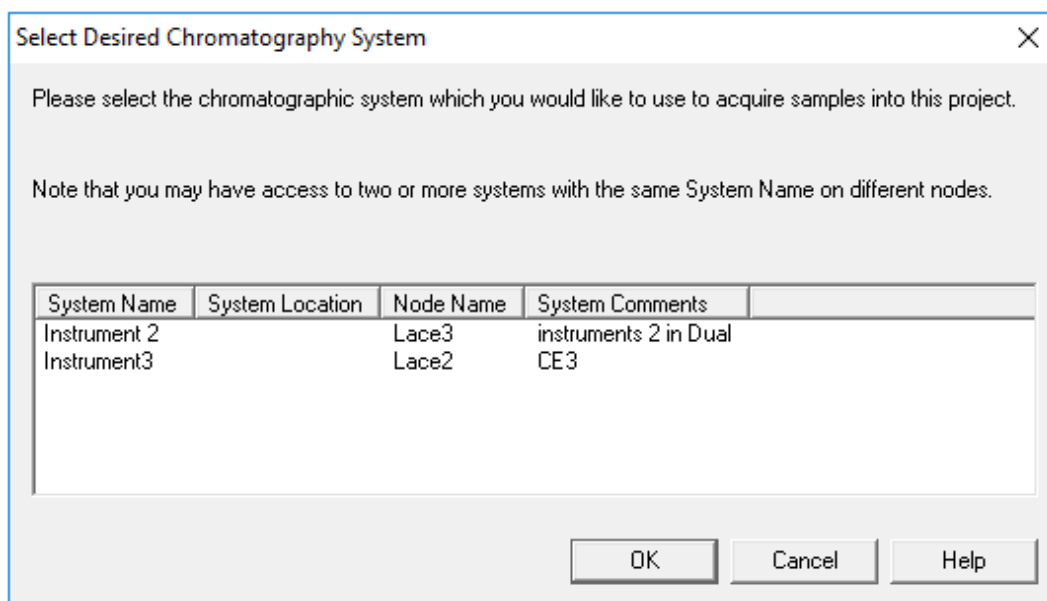 Select Desired Chromatography System
Please select the chromatographic system which you would like to use to acquire samples into this project.
Note that you may have access to two or more systems with the same System Name on different nodes.
System Name System Location Node Name System Comments
Instrument 2 Lace3 instruments 2 in Dual
Instrument3 Lace2 CE3
OK Cancel Help